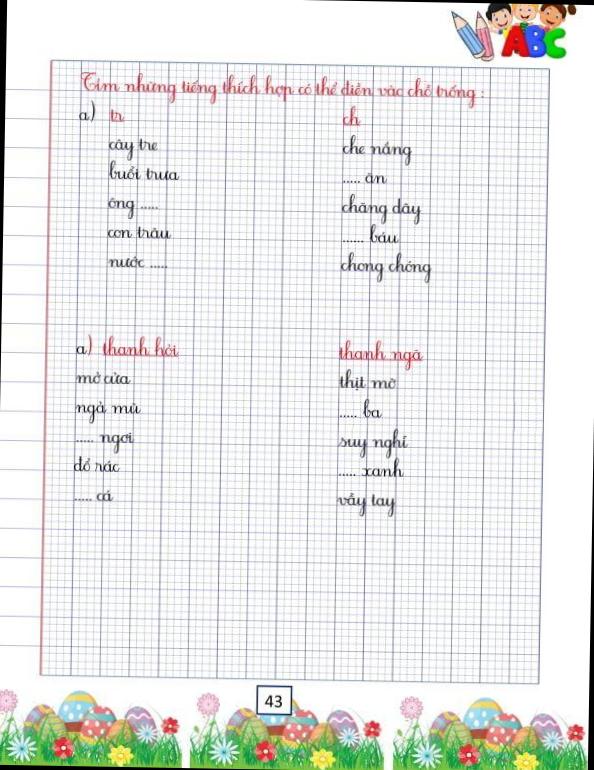 ABC
Tìm những tiếng thích hợp có thể điền vào chỗ trống :
a) tr ch
cây tre che nắng
buổi trưa ..... ăn
ông ..... chăng dây
con trâu ...... báu
nước ..... chong chóng
a) thanh hỏi thanh ngã
mở cửa thịt mỡ
ngả mũ ..... ba
..... ngơi suy nghĩ
đổ rác ..... xanh
..... cá vẫy tay
43